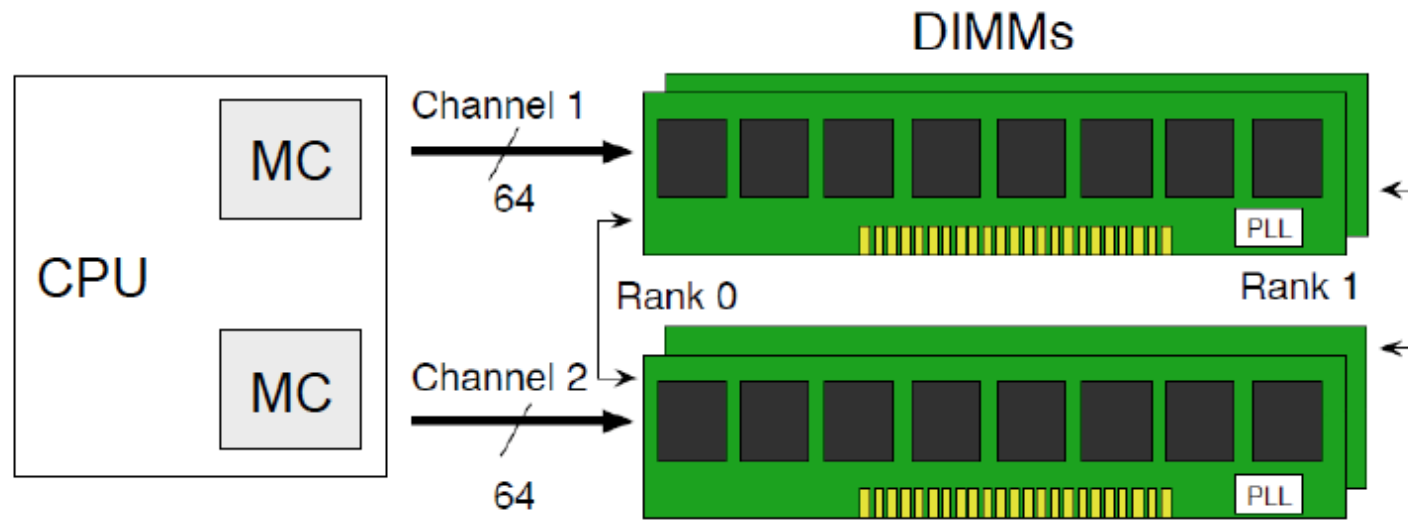 DIMMs
MC
Channel 1
64
PLL
CPU
Rank 0
Rank 1
MC
Channel 2
64
PLL